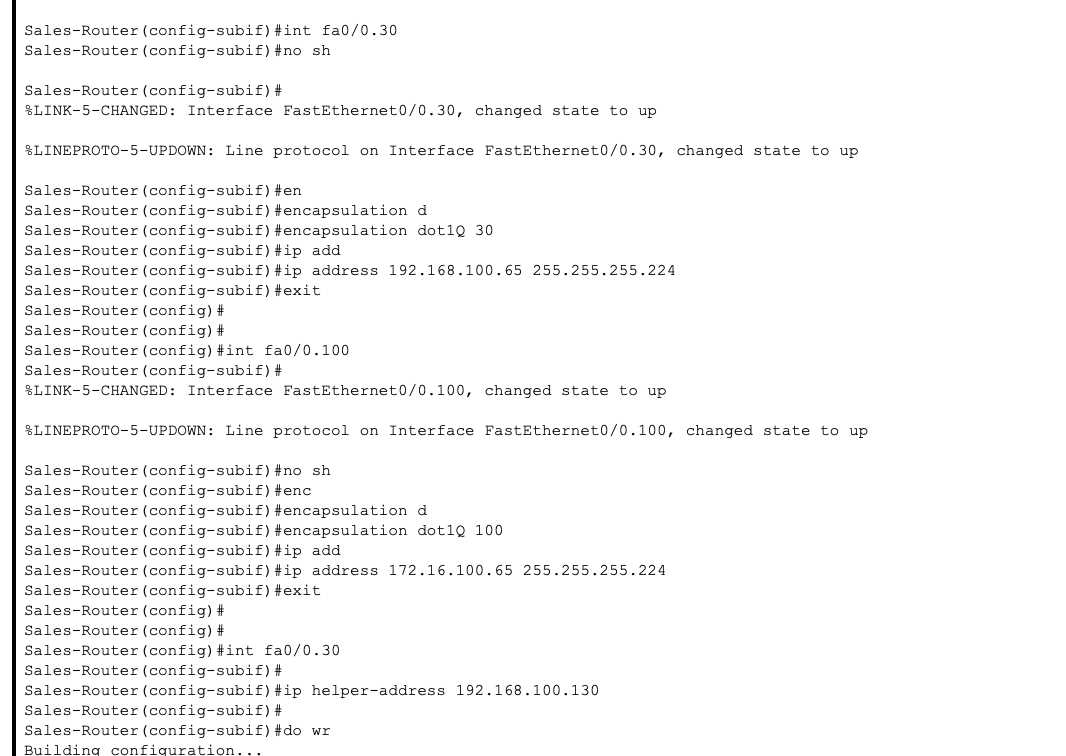 Sales-Router(config-subif)#int fa0/0.30
Sales-Router(config-subif)#no sh
Sales-Router(config-subif)#
%LINK-5-CHANGED: Interface FastEthernet0/0.30, changed state to up
%LINEPROTO-5-UPDOWN: Line protocol on Interface FastEthernet0/0.30, changed state to up
Sales-Router(config-subif)#en
Sales-Router(config-subif)#encapsulation d
Sales-Router(config-subif)#encapsulation dot1Q 30
Sales-Router(config-subif)#ip add
Sales-Router(config-subif)#ip address 192.168.100.65 255.255.255.224
Sales-Router(config-subif)#exit
Sales-Router(config)#
Sales-Router(config)#
Sales-Router(config)#int fa0/0.100
Sales-Router(config-subif)#
%LINK-5-CHANGED: Interface FastEthernet0/0.100, changed state to up
%LINEPROTO-5-UPDOWN: Line protocol on Interface FastEthernet0/0.100, changed state to up
Sales-Router(config-subif)#no sh
Sales-Router(config-subif)#enc
Sales-Router(config-subif)#encapsulation d
Sales-Router(config-subif)#encapsulation dot1Q 100
Sales-Router(config-subif)#ip add
Sales-Router(config-subif)#ip address 172.16.100.65 255.255.255.224
Sales-Router(config-subif)#exit
Sales-Router(config)#
Sales-Router(config)#
Sales-Router(config)#int fa0/0.30
Sales-Router(config-subif)#
Sales-Router(config-subif)#ip helper-address 192.168.100.130
Sales-Router(config-subif)#
Sales-Router(config-subif)#do wr
Building configuration...